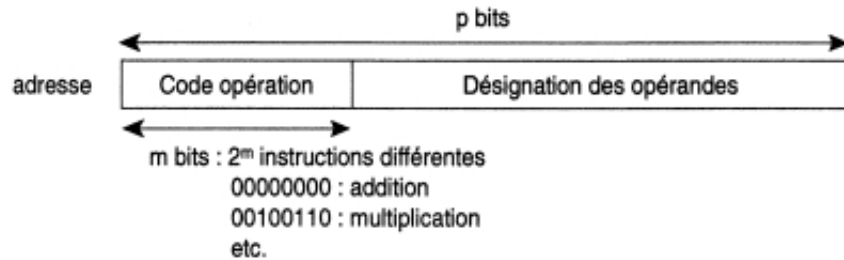 p bits
adresse Code opération Désignation des opérandes
m bits : 2ᵐ instructions différentes
00000000 : addition
00100110 : multiplication
etc.